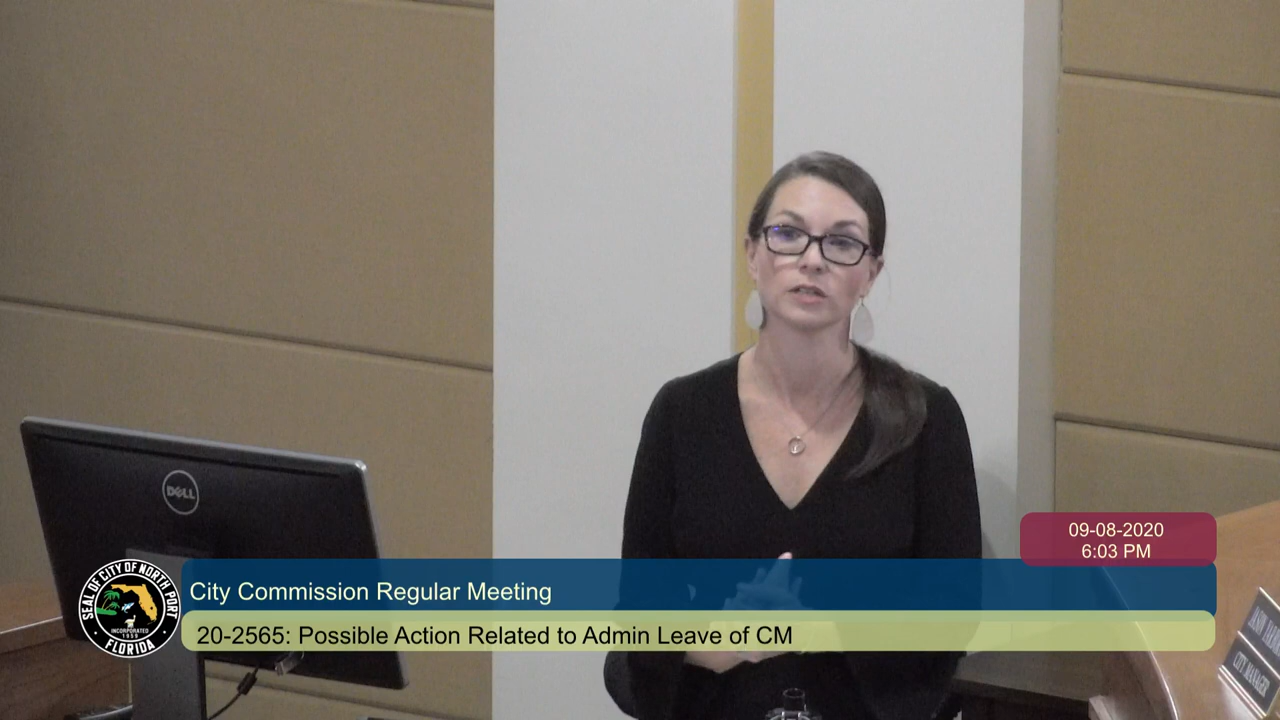 DELL
09-08-2020
6:03 PM
City Commission Regular Meeting
20-2565: Possible Action Related to Admin Leave of CM
SEAL OF CITY OF NORTH PORT
INCORPORATED
1959
FLORIDA
CITY MANAGER